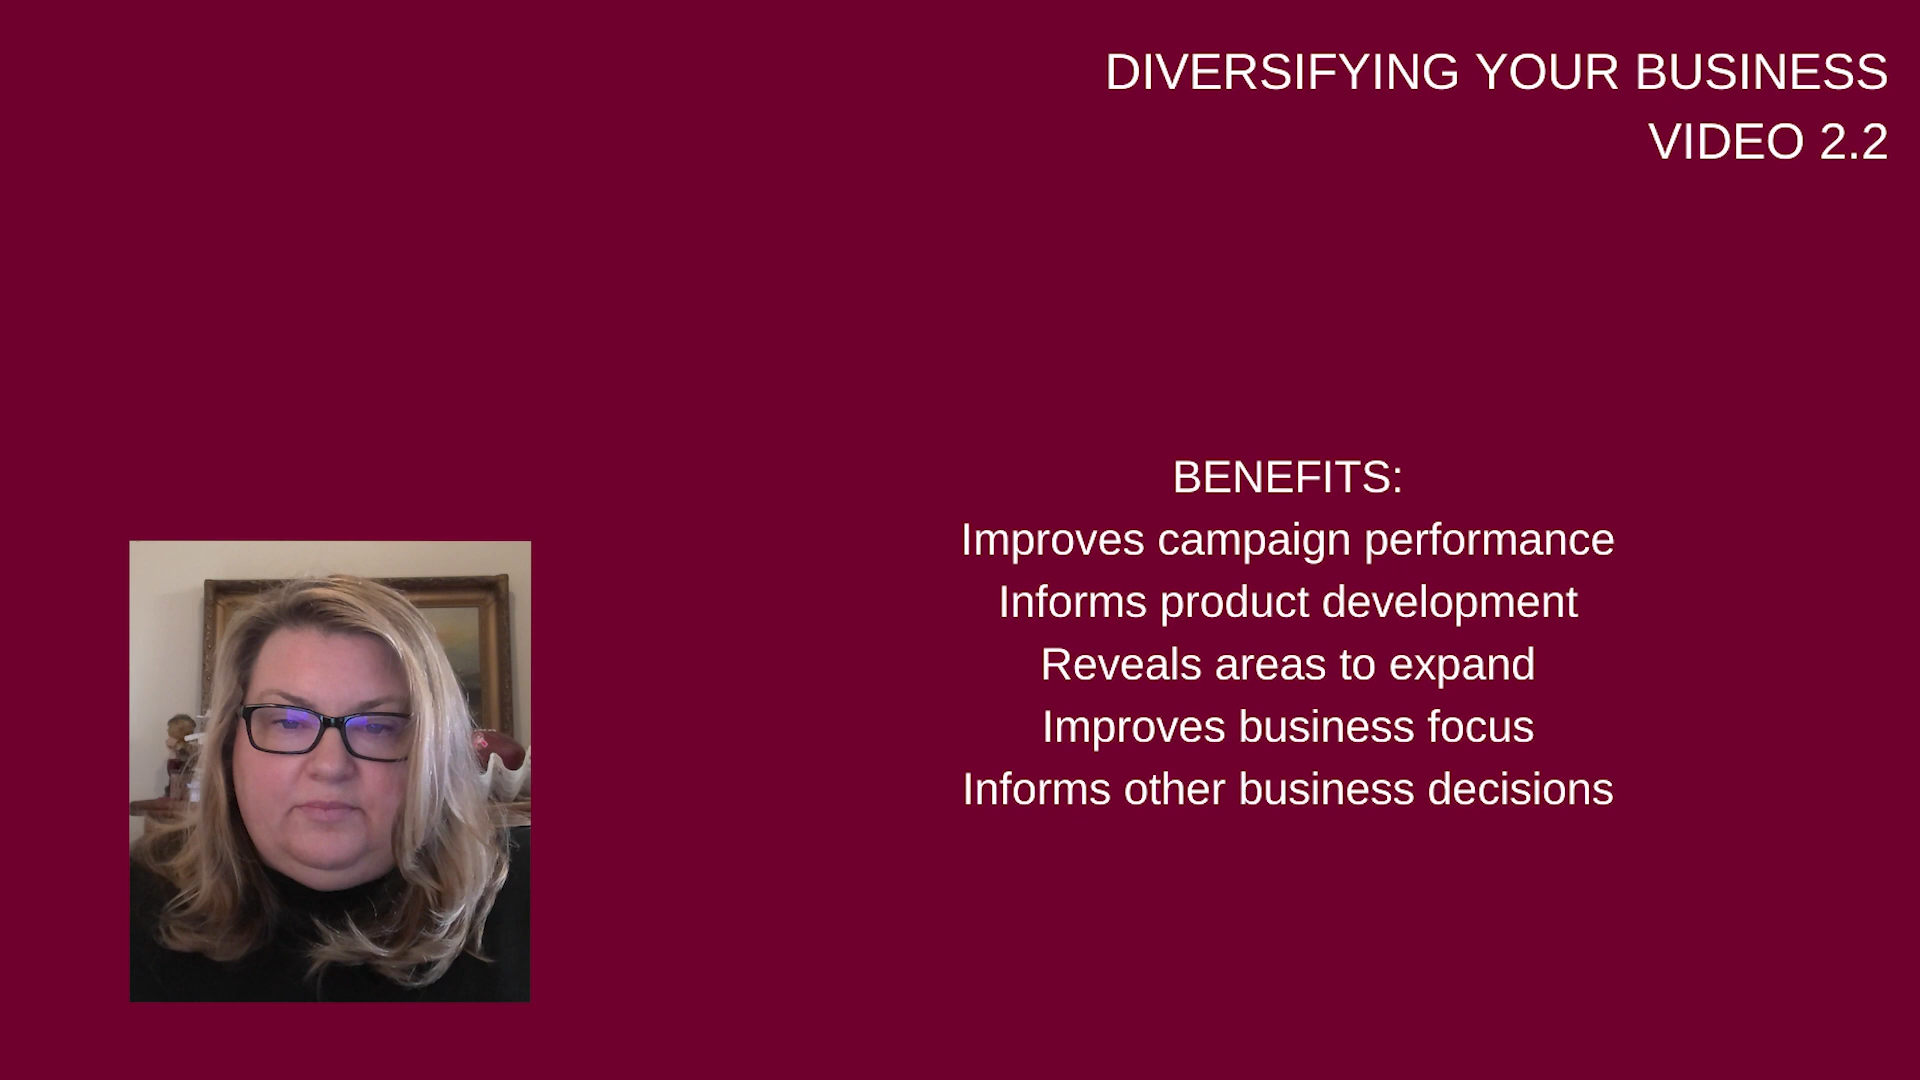 DIVERSIFYING YOUR BUSINESS
VIDEO 2.2
BENEFITS:
Improves campaign performance
Informs product development
Reveals areas to expand
Improves business focus
Informs other business decisions